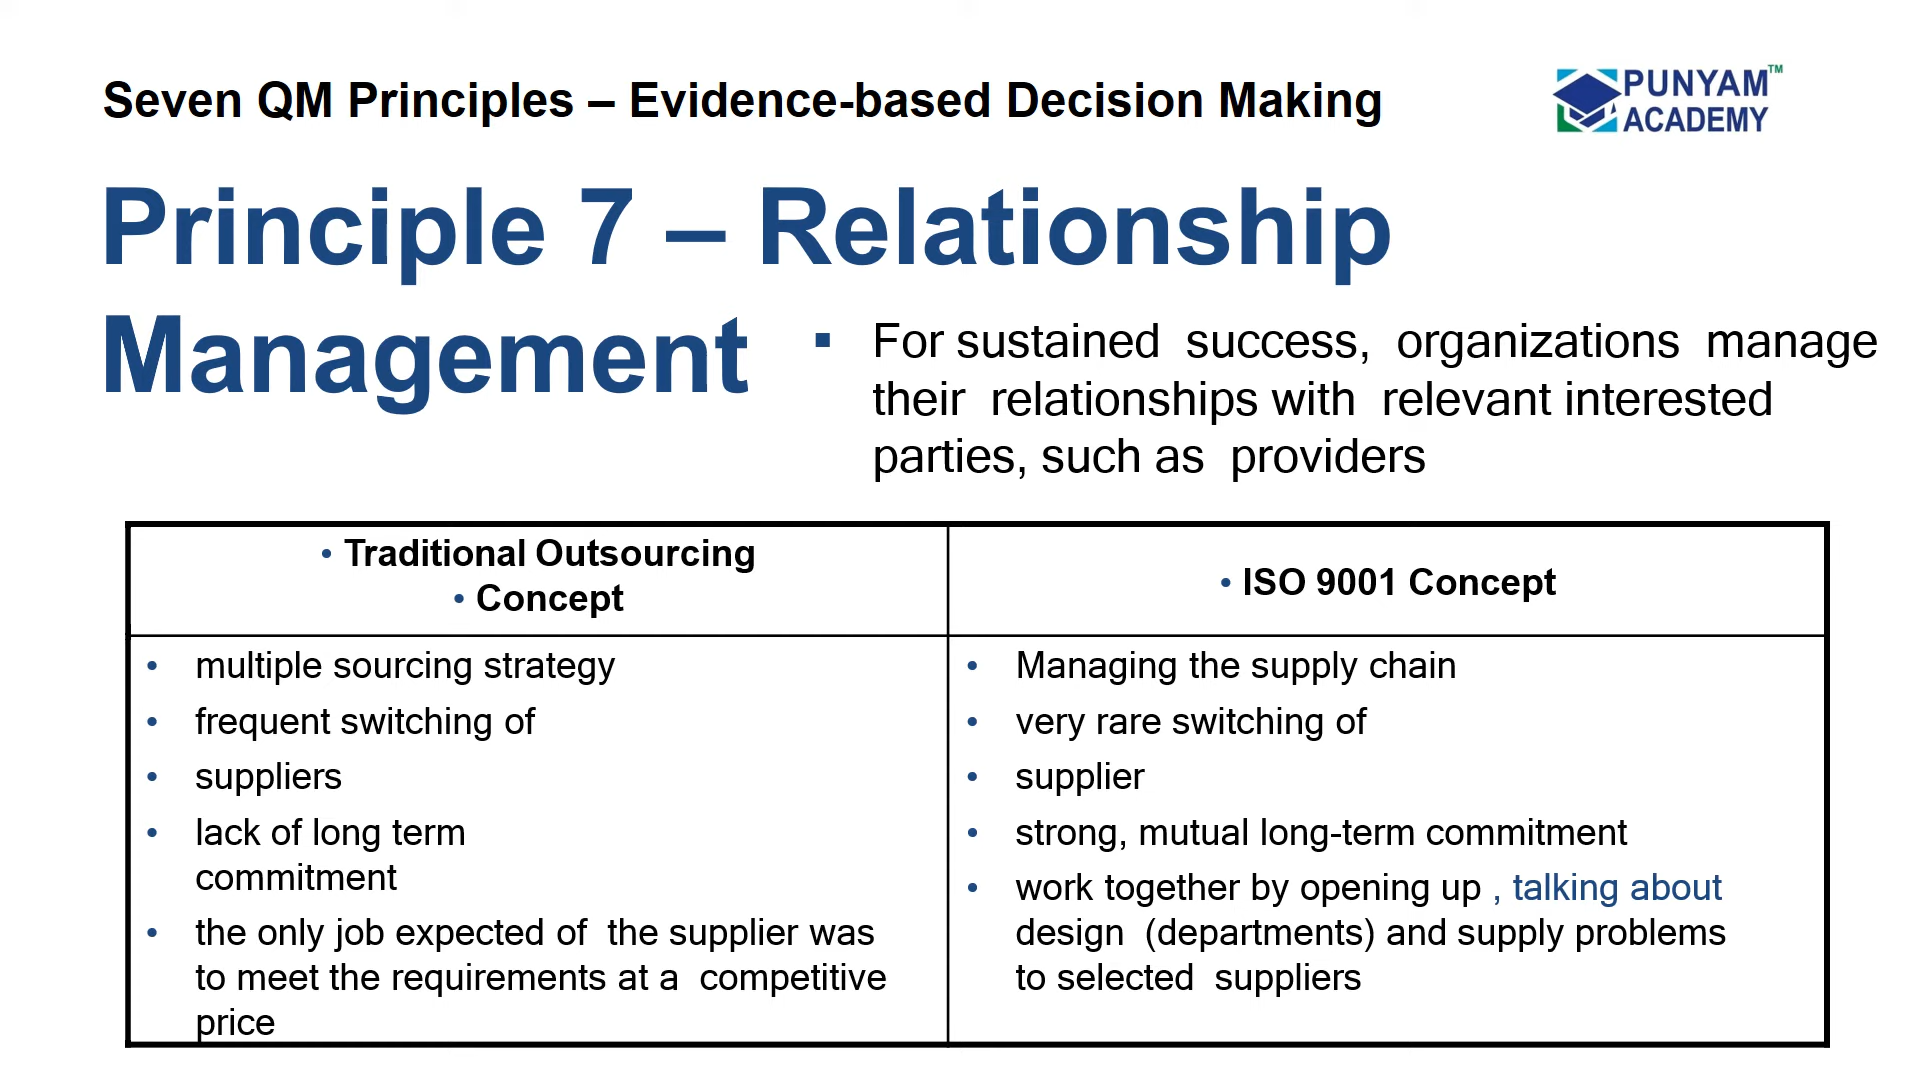 Seven QM Principles – Evidence-based Decision Making
PUNYAM™
ACADEMY
Principle 7 – Relationship
Management
▪ For sustained success, organizations manage
their relationships with relevant interested
parties, such as providers
• Traditional Outsourcing
• Concept
• ISO 9001 Concept
• multiple sourcing strategy
• frequent switching of
• suppliers
• lack of long term
commitment
• the only job expected of the supplier was
to meet the requirements at a competitive
price
• Managing the supply chain
• very rare switching of
• supplier
• strong, mutual long-term commitment
• work together by opening up , talking about
design (departments) and supply problems
to selected suppliers